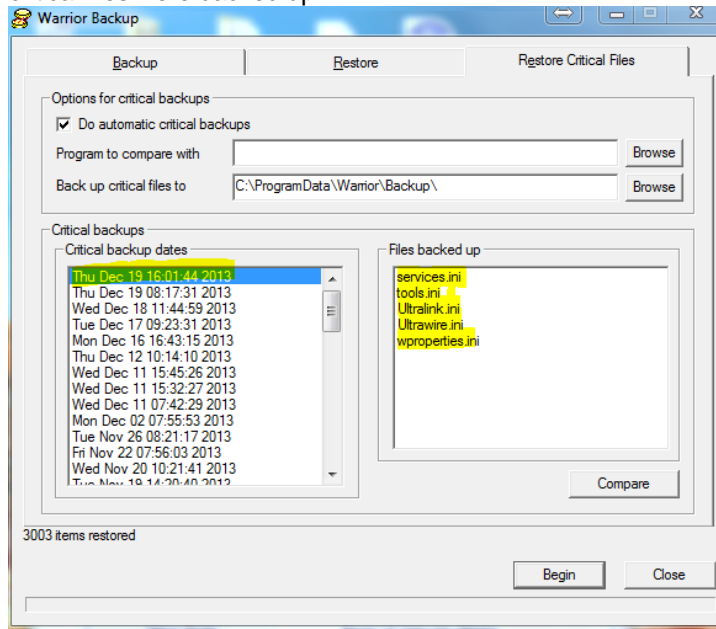 Warrior Backup
Backup
Restore
Restore Critical Files
Options for critical backups
Do automatic critical backups
Program to compare with
Browse
Back up critical files to
C:\ProgramData\Warrior\Backup\
Browse
Critical backups
Critical backup dates
Thu Dec 19 16:01:44 2013
Thu Dec 19 08:17:31 2013
Wed Dec 18 11:44:59 2013
Tue Dec 17 09:23:31 2013
Mon Dec 16 16:43:15 2013
Thu Dec 12 10:14:10 2013
Wed Dec 11 15:45:26 2013
Wed Dec 11 15:32:27 2013
Wed Dec 11 07:42:29 2013
Mon Dec 02 07:55:53 2013
Tue Nov 26 08:21:17 2013
Fri Nov 22 07:56:03 2013
Wed Nov 20 10:21:41 2013
Tue Nov 19 14:20:40 2013
Files backed up
services.ini
tools.ini
Ultralink.ini
Ultrawire.ini
wproperties.ini
Compare
3003 items restored
Begin
Close